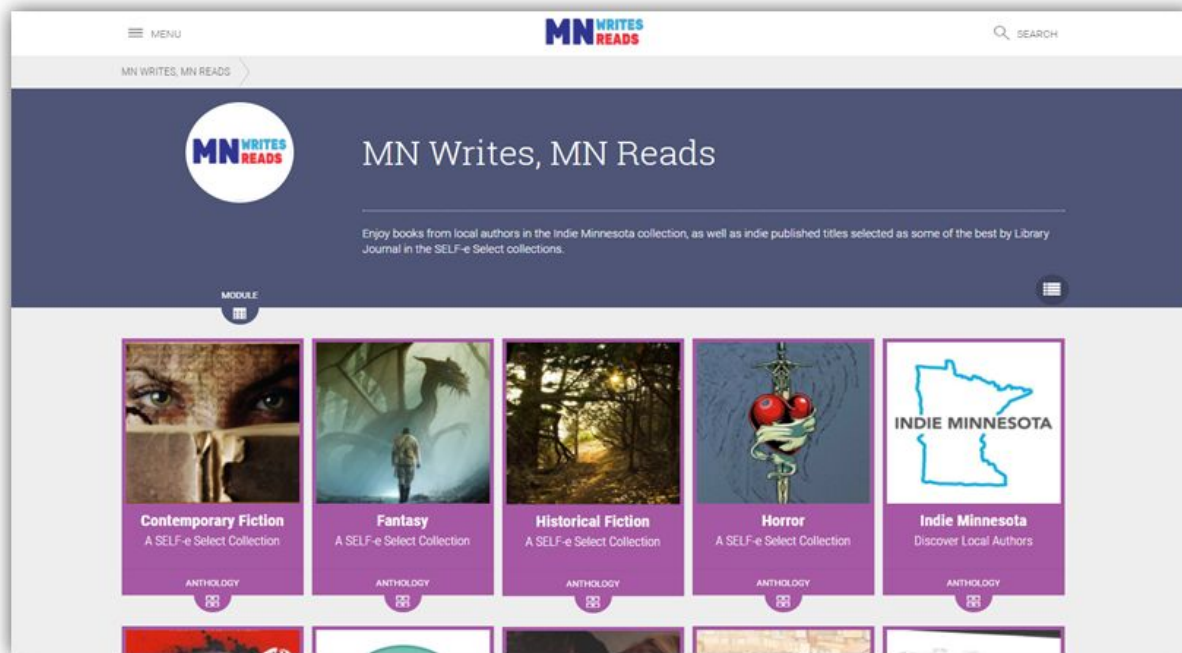 MENU
MN WRITES READS
SEARCH
MN WRITES, MN READS
MN WRITES READS
MN Writes, MN Reads
Enjoy books from local authors in the Indie Minnesota collection, as well as indie published titles selected as some of the best by Library
Journal in the SELF-e Select collections.
MODULE
INDIE MINNESOTA
Contemporary Fiction
A SELF-e Select Collection
ANTHOLOGY
Fantasy
A SELF-e Select Collection
ANTHOLOGY
Historical Fiction
A SELF-e Select Collection
ANTHOLOGY
Horror
A SELF-e Select Collection
ANTHOLOGY
Indie Minnesota
Discover Local Authors
ANTHOLOGY